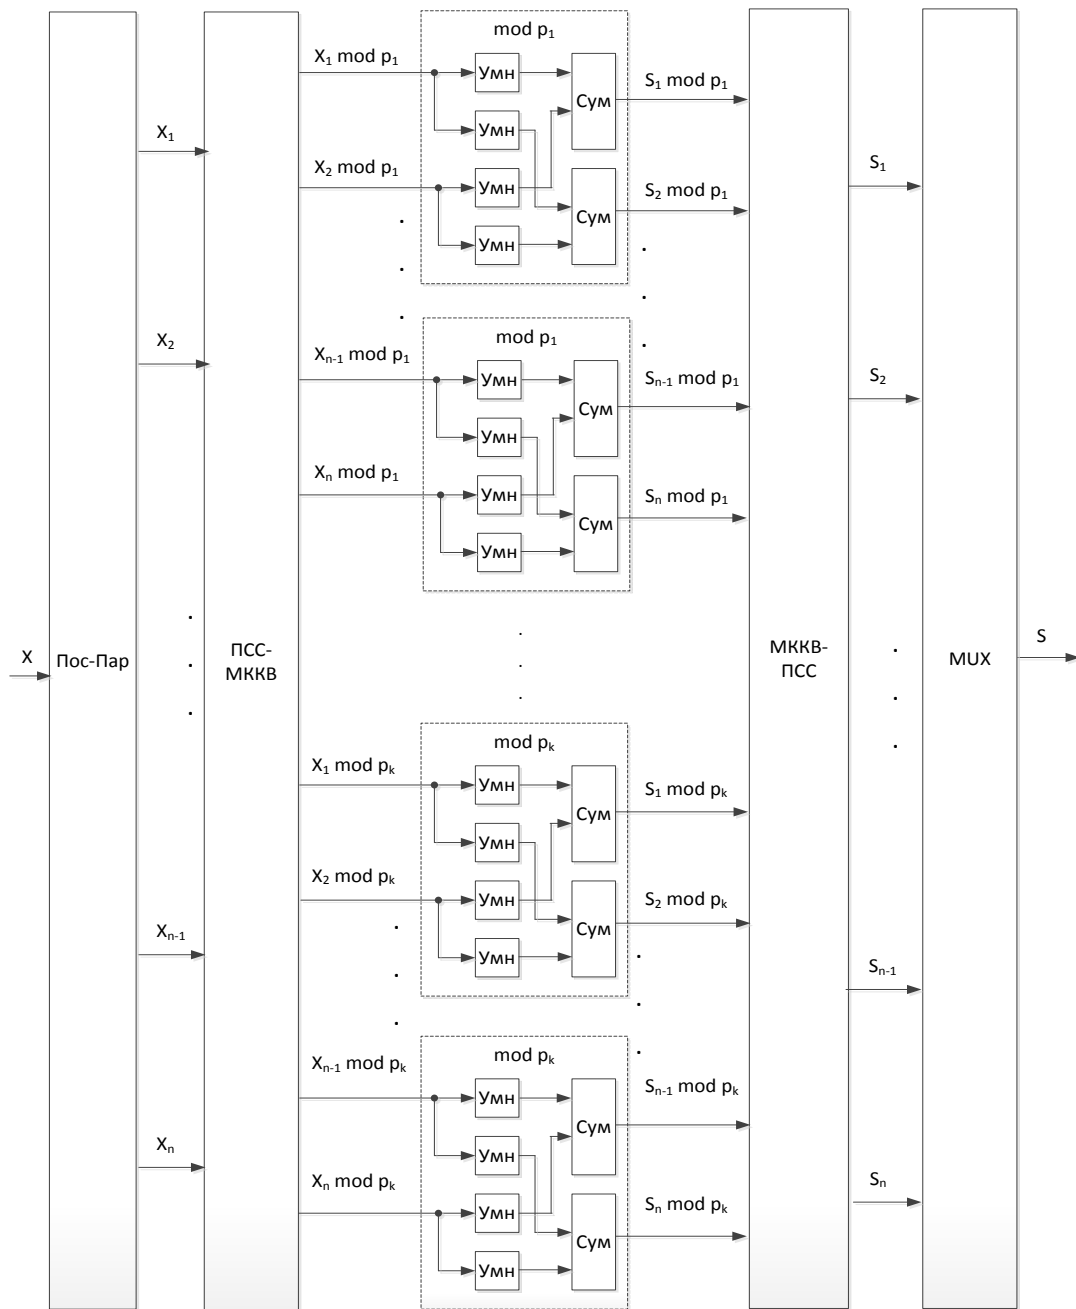 X
Пос-Пар
X₁
X₂
Xₙ₋₁
Xₙ
ПСС-
МККВ
mod p₁
X₁ mod p₁
X₂ mod p₁
Умн
Умн
Умн
Умн
Сум
Сум
S₁ mod p₁
S₂ mod p₁
mod p₁
Xₙ₋₁ mod p₁
Xₙ mod p₁
Умн
Умн
Умн
Умн
Сум
Сум
Sₙ₋₁ mod p₁
Sₙ mod p₁
mod pₖ
X₁ mod pₖ
X₂ mod pₖ
Умн
Умн
Умн
Умн
Сум
Сум
S₁ mod pₖ
S₂ mod pₖ
mod pₖ
Xₙ₋₁ mod pₖ
Xₙ mod pₖ
Умн
Умн
Умн
Умн
Сум
Сум
Sₙ₋₁ mod pₖ
Sₙ mod pₖ
МККВ-
ПСС
S₁
S₂
Sₙ₋₁
Sₙ
MUX
S